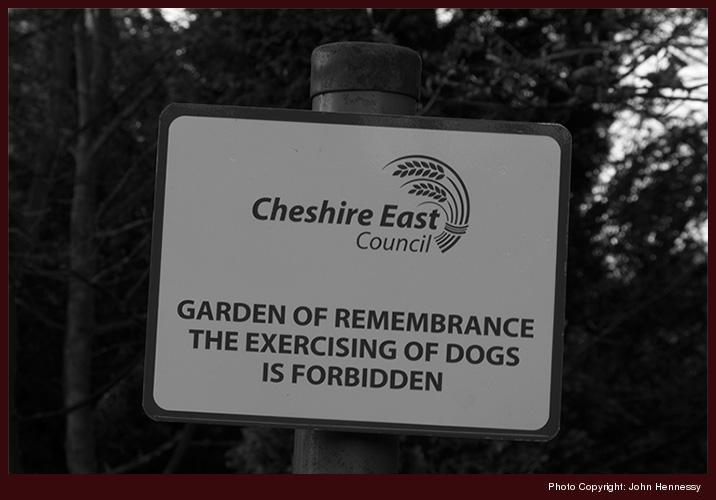 Cheshire East
Council
GARDEN OF REMEMBRANCE
THE EXERCISING OF DOGS
IS FORBIDDEN
Photo Copyright: John Hennessy